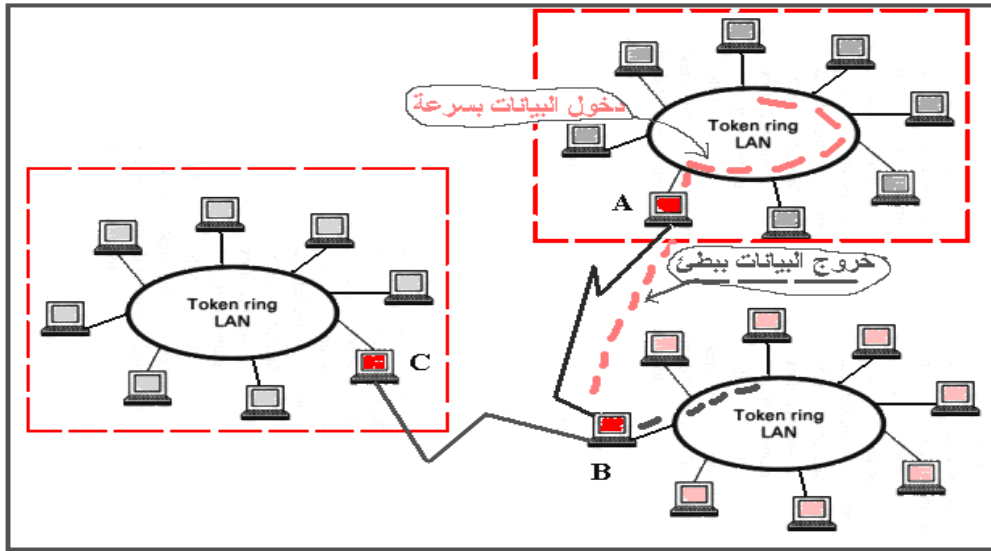 دخول البيانات بسرعة
Token ring
LAN
A
خروج البيانات ببطئ
Token ring
LAN
C
Token ring
LAN
B